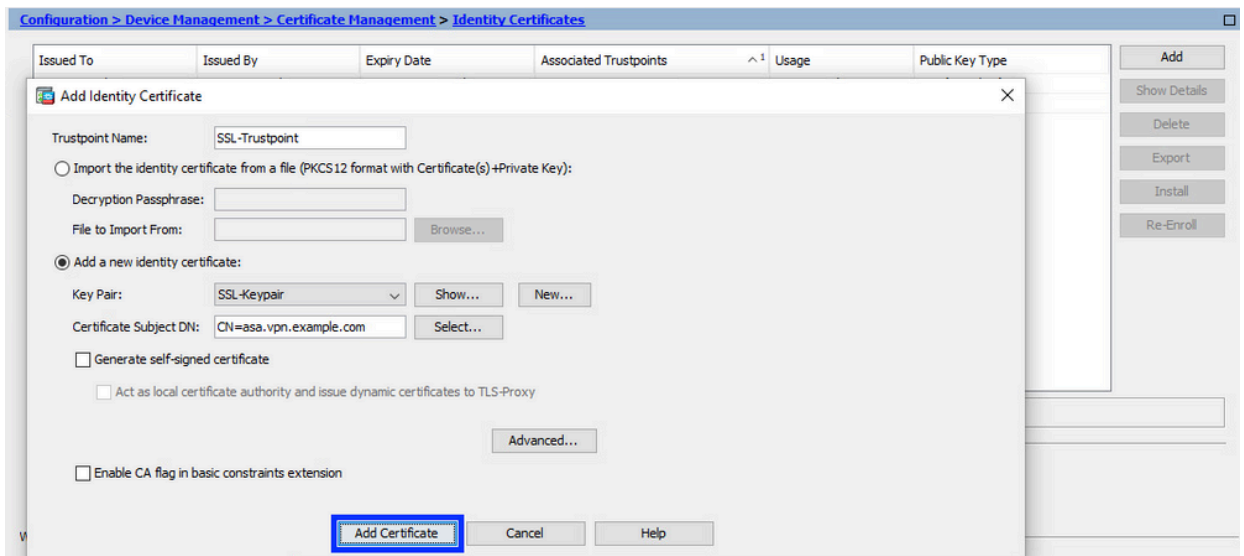 Configuration > Device Management > Certificate Management > Identity Certificates
Issued To Issued By Expiry Date Associated Trustpoints 1 Usage Public Key Type
Add
Show Details
Delete
Export
Install
Re-Enroll
Add Identity Certificate
Trustpoint Name: SSL-Trustpoint
Import the identity certificate from a file (PKCS12 format with Certificate(s)+Private Key):
Decryption Passphrase:
File to Import From: Browse...
Add a new identity certificate:
Key Pair: SSL-Keypair Show... New...
Certificate Subject DN: CN=asa.vpn.example.com Select...
Generate self-signed certificate
Act as local certificate authority and issue dynamic certificates to TLS-Proxy
Advanced...
Enable CA flag in basic constraints extension
Add Certificate Cancel Help